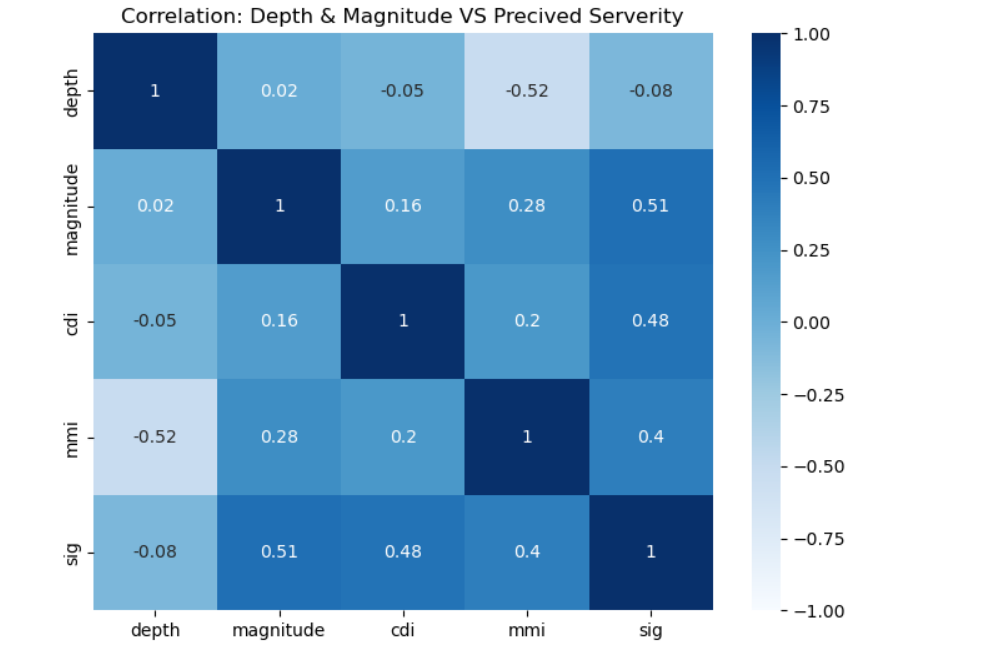 Correlation: Depth & Magnitude VS Precived Serverity
depth 1 0.02 -0.05 -0.52 -0.08
magnitude 0.02 1 0.16 0.28 0.51
cdi -0.05 0.16 1 0.2 0.48
mmi -0.52 0.28 0.2 1 0.4
sig -0.08 0.51 0.48 0.4 1
depth magnitude cdi mmi sig
1.00
0.75
0.50
0.25
0.00
−0.25
−0.50
−0.75
−1.00